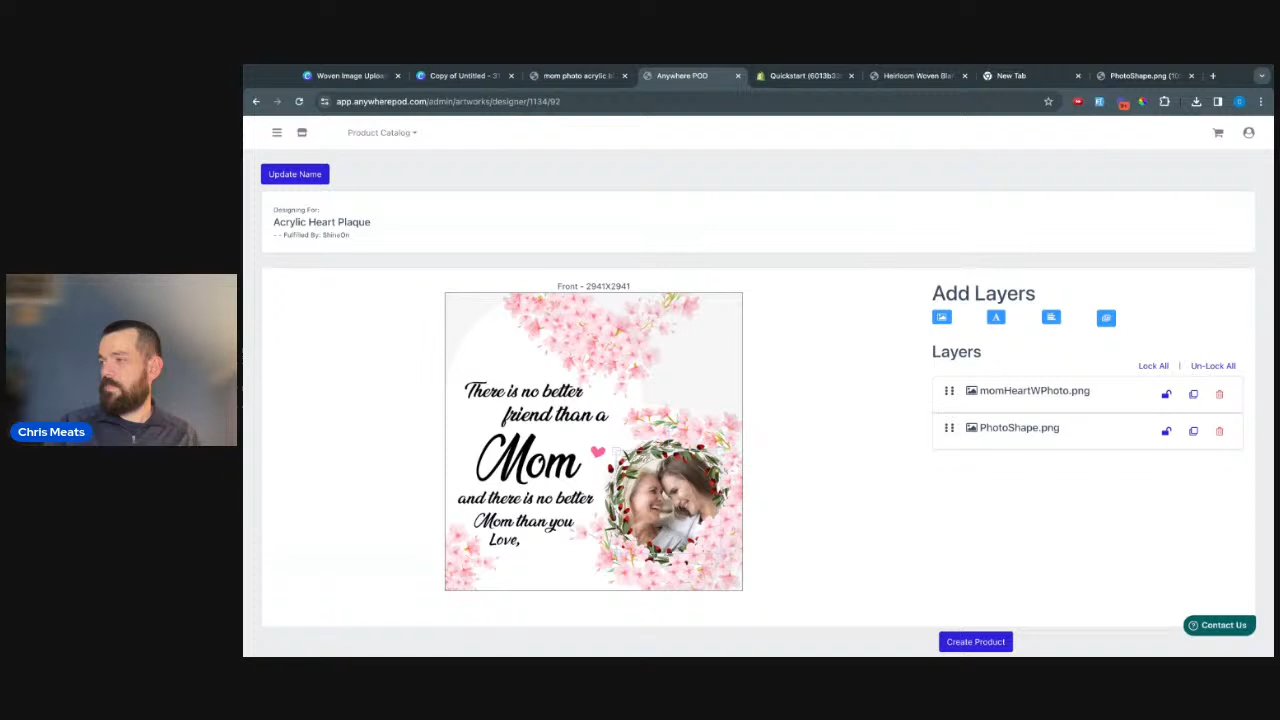 Woven Image Uploa
Copy of Untitled - 3
mom photo acrylic b
Anywhere POD
Quickstart (6013b33
Heirloom Woven Bla
New Tab
PhotoShape.png (10
app.anywherepod.com/admin/artworks/designer/1134/92
Product Catalog
Update Name
Designing For:
Acrylic Heart Plaque
- - Fulfilled By: ShineOn
Front - 2941X2941
Add Layers
Layers
Lock All | Un-Lock All
momHeartWPhoto.png
PhotoShape.png
There is no better
friend than a
Mom
and there is no better
Mom than you
Love,
Chris Meats
Contact Us
Create Product